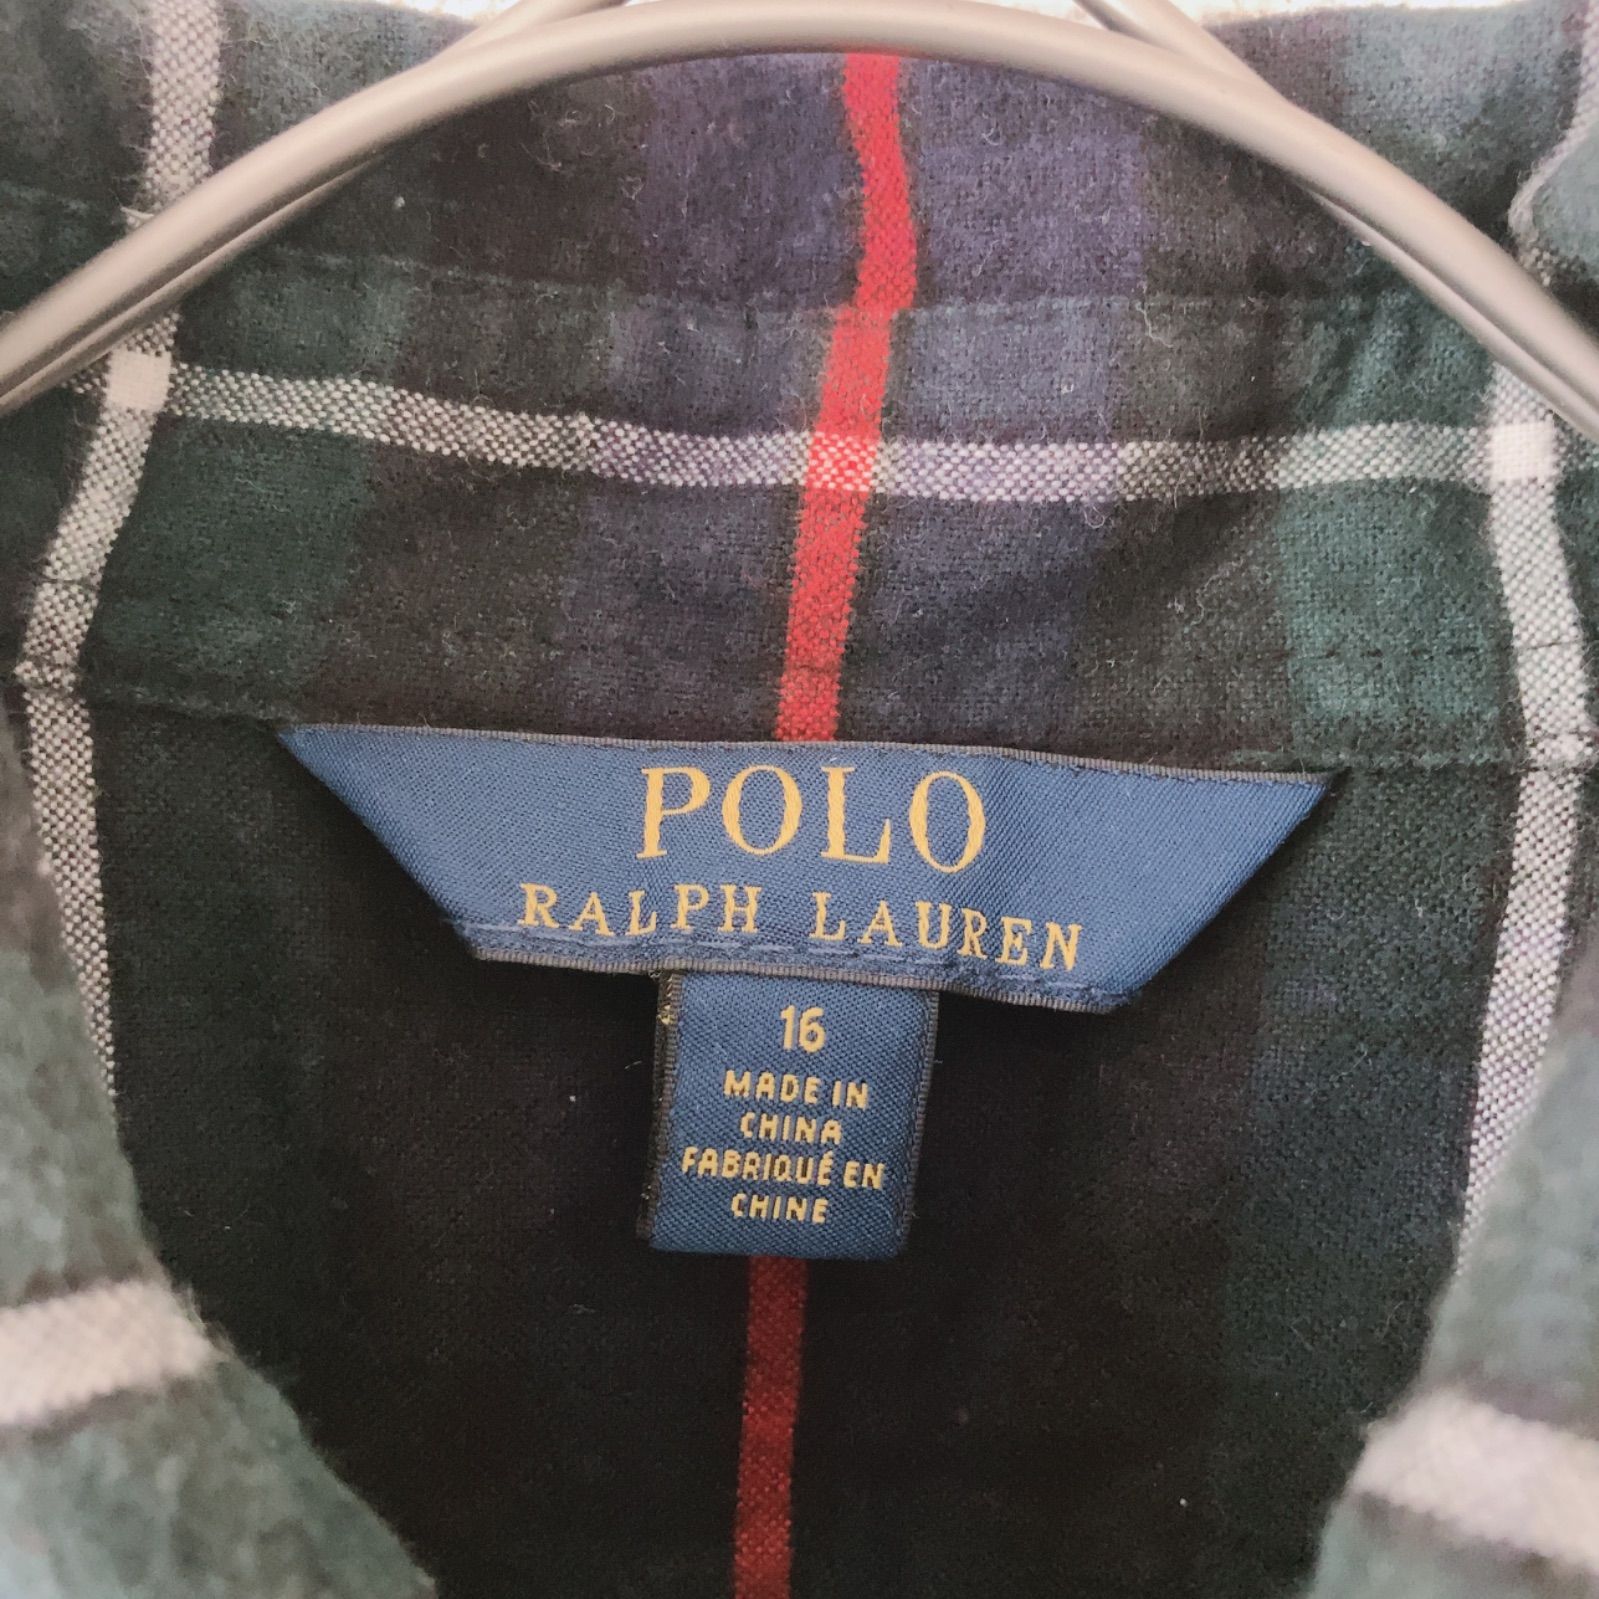 POLO
RALPH LAUREN
16
MADE IN
CHINA
FABRIQUÉ EN
CHINE